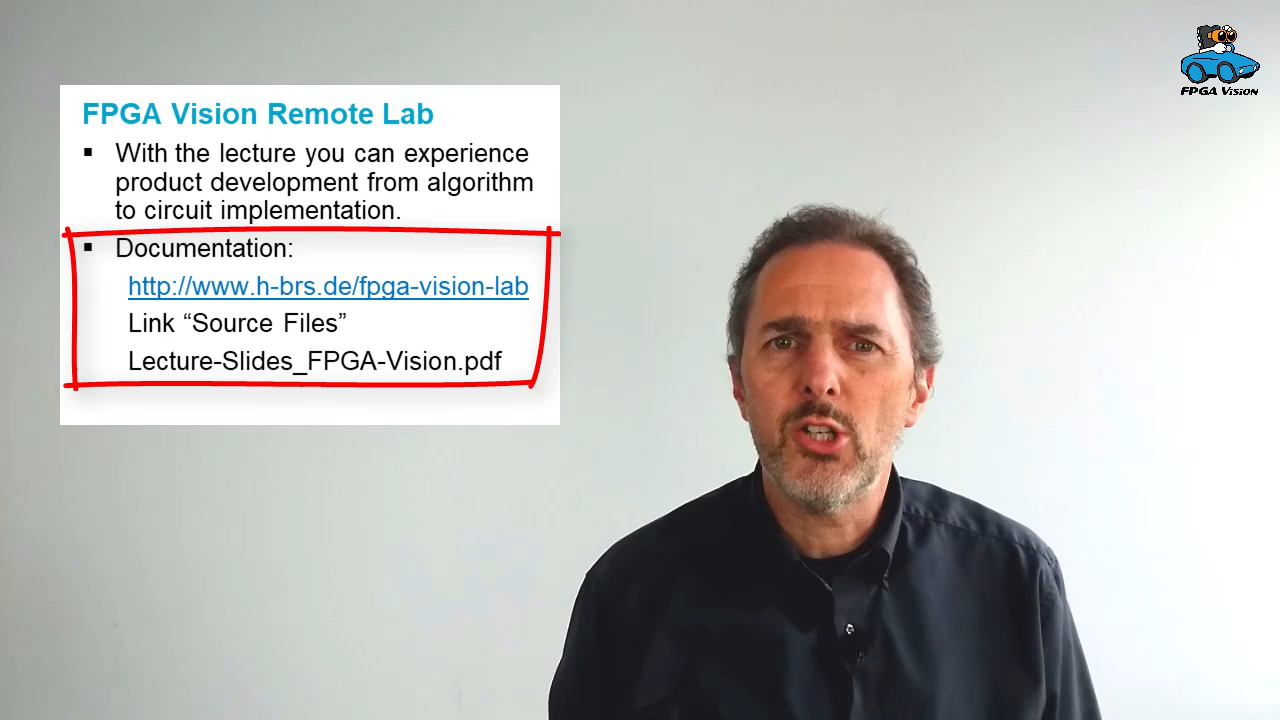 FPGA Vision
FPGA Vision Remote Lab
▪ With the lecture you can experience
product development from algorithm
to circuit implementation.
▪ Documentation:
http://www.h-brs.de/fpga-vision-lab
Link “Source Files”
Lecture-Slides_FPGA-Vision.pdf